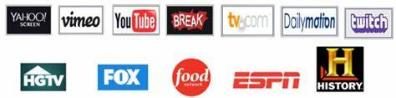 YAHOO!
SCREEN
vimeo
YouTube
BREAK
tv.com
Dailymotion
twitch
HGTV
FOX
food
network
ESPN
H
HISTORY